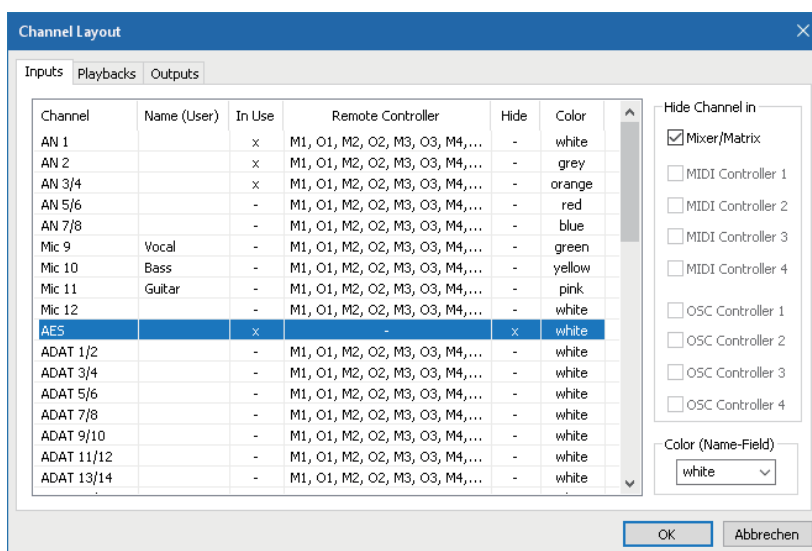 Channel Layout
Inputs Playbacks Outputs
Channel Name (User) In Use Remote Controller Hide Color
AN 1 x M1, O1, M2, O2, M3, O3, M4,... - white
AN 2 x M1, O1, M2, O2, M3, O3, M4,... - grey
AN 3/4 x M1, O1, M2, O2, M3, O3, M4,... - orange
AN 5/6 - M1, O1, M2, O2, M3, O3, M4,... - red
AN 7/8 - M1, O1, M2, O2, M3, O3, M4,... - blue
Mic 9 Vocal - M1, O1, M2, O2, M3, O3, M4,... - green
Mic 10 Bass - M1, O1, M2, O2, M3, O3, M4,... - yellow
Mic 11 Guitar - M1, O1, M2, O2, M3, O3, M4,... - pink
Mic 12 - M1, O1, M2, O2, M3, O3, M4,... - white
AES x - x white
ADAT 1/2 - M1, O1, M2, O2, M3, O3, M4,... - white
ADAT 3/4 - M1, O1, M2, O2, M3, O3, M4,... - white
ADAT 5/6 - M1, O1, M2, O2, M3, O3, M4,... - white
ADAT 7/8 - M1, O1, M2, O2, M3, O3, M4,... - white
ADAT 9/10 - M1, O1, M2, O2, M3, O3, M4,... - white
ADAT 11/12 - M1, O1, M2, O2, M3, O3, M4,... - white
ADAT 13/14 - M1, O1, M2, O2, M3, O3, M4,... - white
Hide Channel in
Mixer/Matrix
MIDI Controller 1
MIDI Controller 2
MIDI Controller 3
MIDI Controller 4
OSC Controller 1
OSC Controller 2
OSC Controller 3
OSC Controller 4
Color (Name-Field)
white
OK Abbrechen